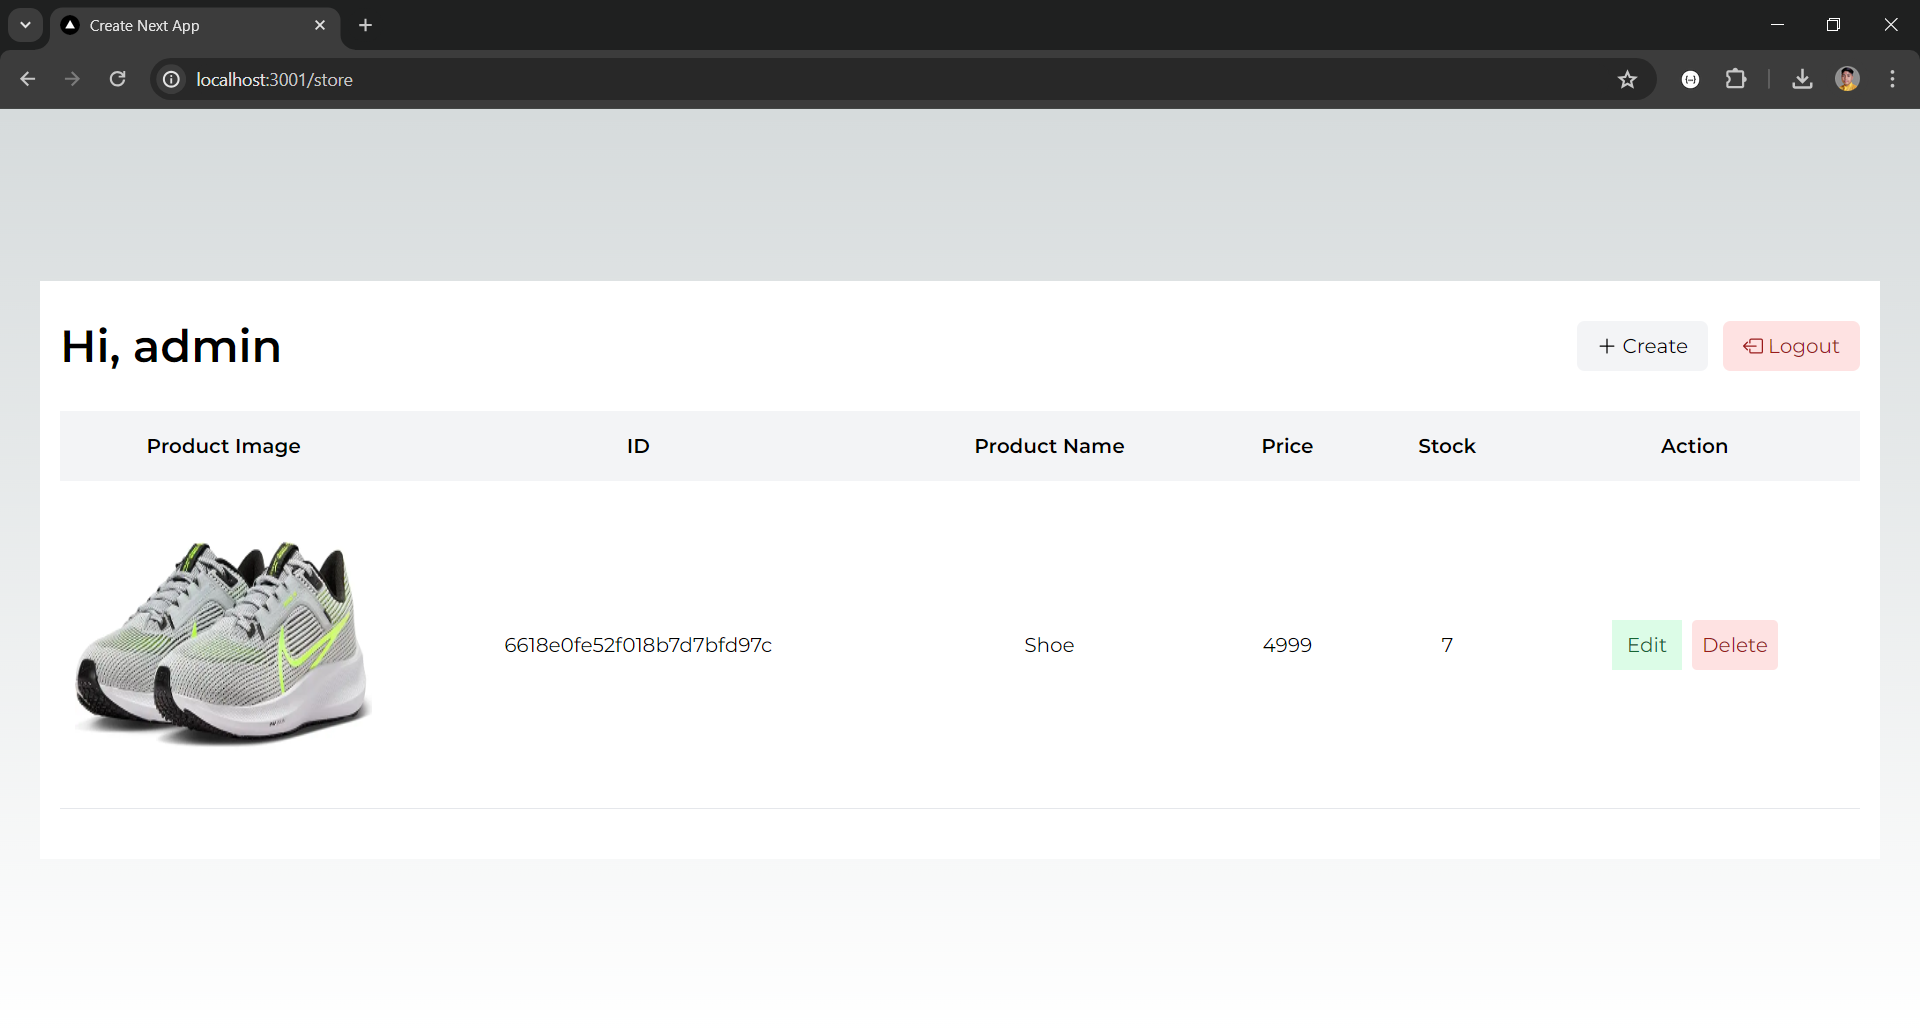 Create Next App
localhost:3001/store
Hi, admin
Create
Logout
Product Image ID Product Name Price Stock Action
6618e0fe52f018b7d7bfd97c Shoe 4999 7 Edit Delete